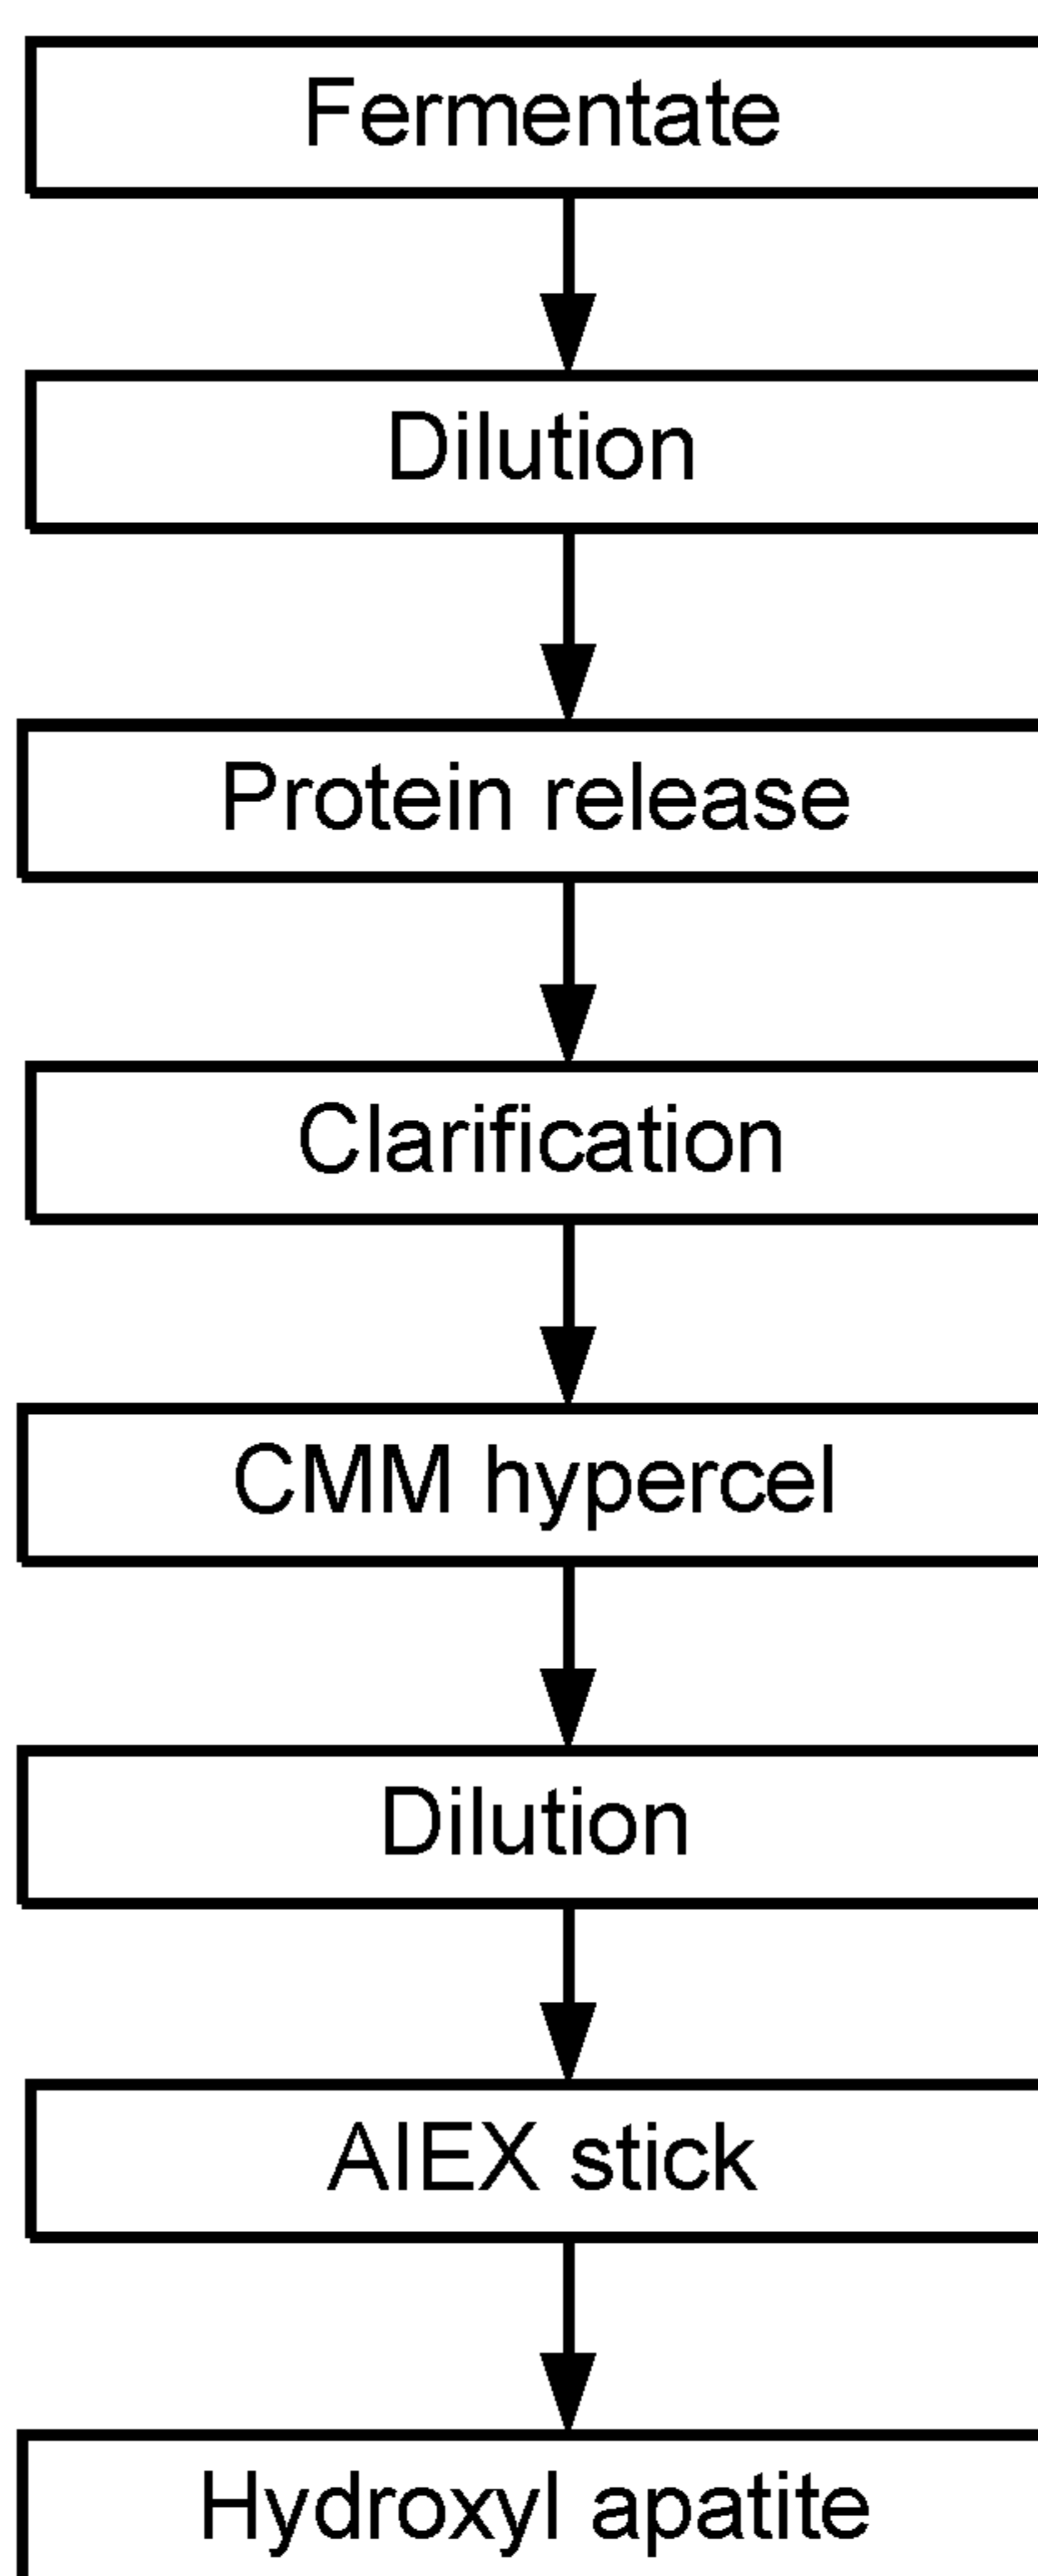 Fermentate
Dilution
Protein release
Clarification
CMM hypercel
Dilution
AIEX stick
Hydroxyl apatite